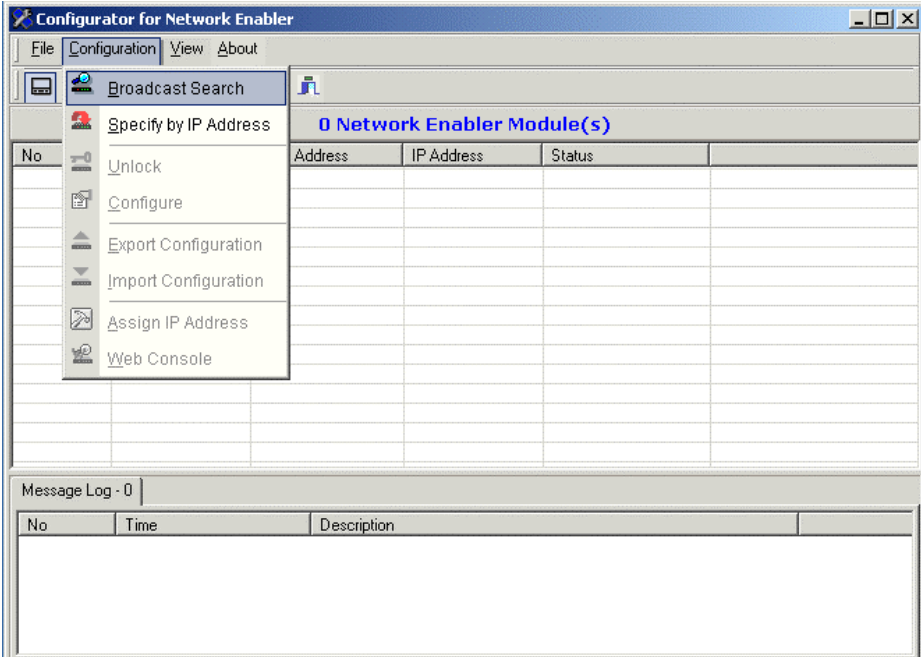 Configurator for Network Enabler
File Configuration View About
Broadcast Search
Specify by IP Address
Unlock
Configure
Export Configuration
Import Configuration
Assign IP Address
Web Console
0 Network Enabler Module(s)
No Address IP Address Status
Message Log - 0
No Time Description